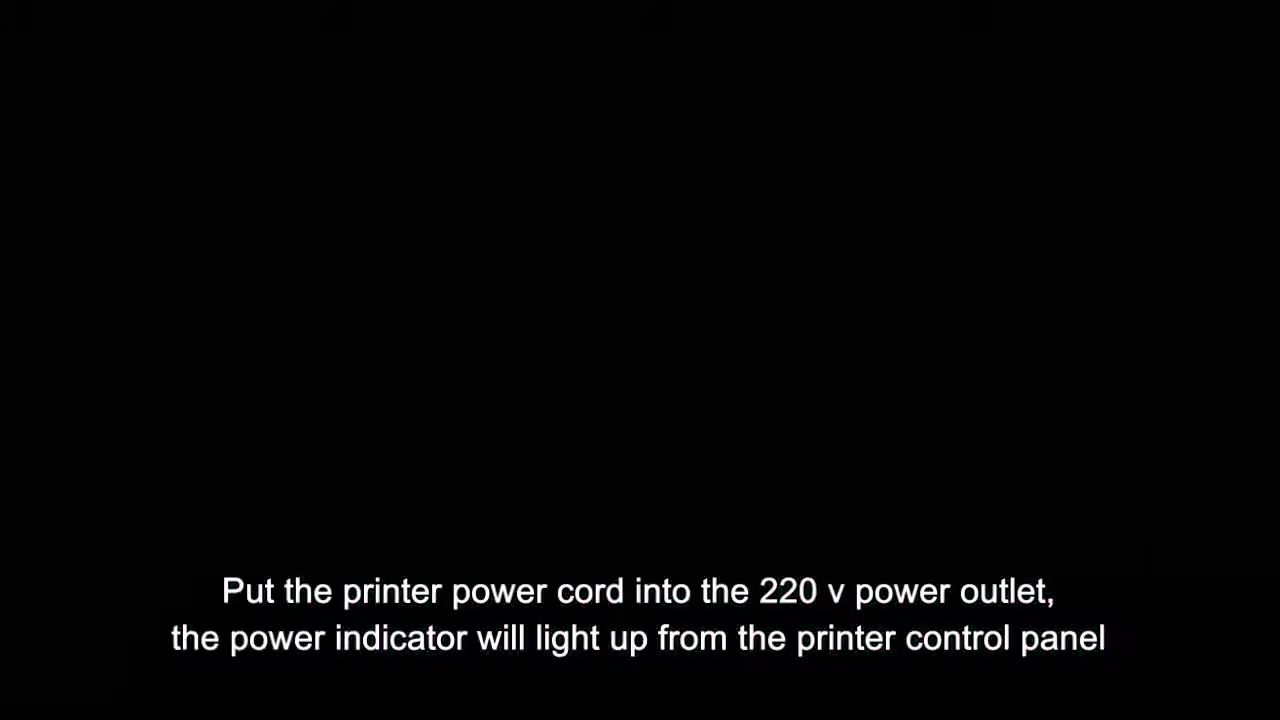 Put the printer power cord into the 220 v power outlet,
the power indicator will light up from the printer control panel